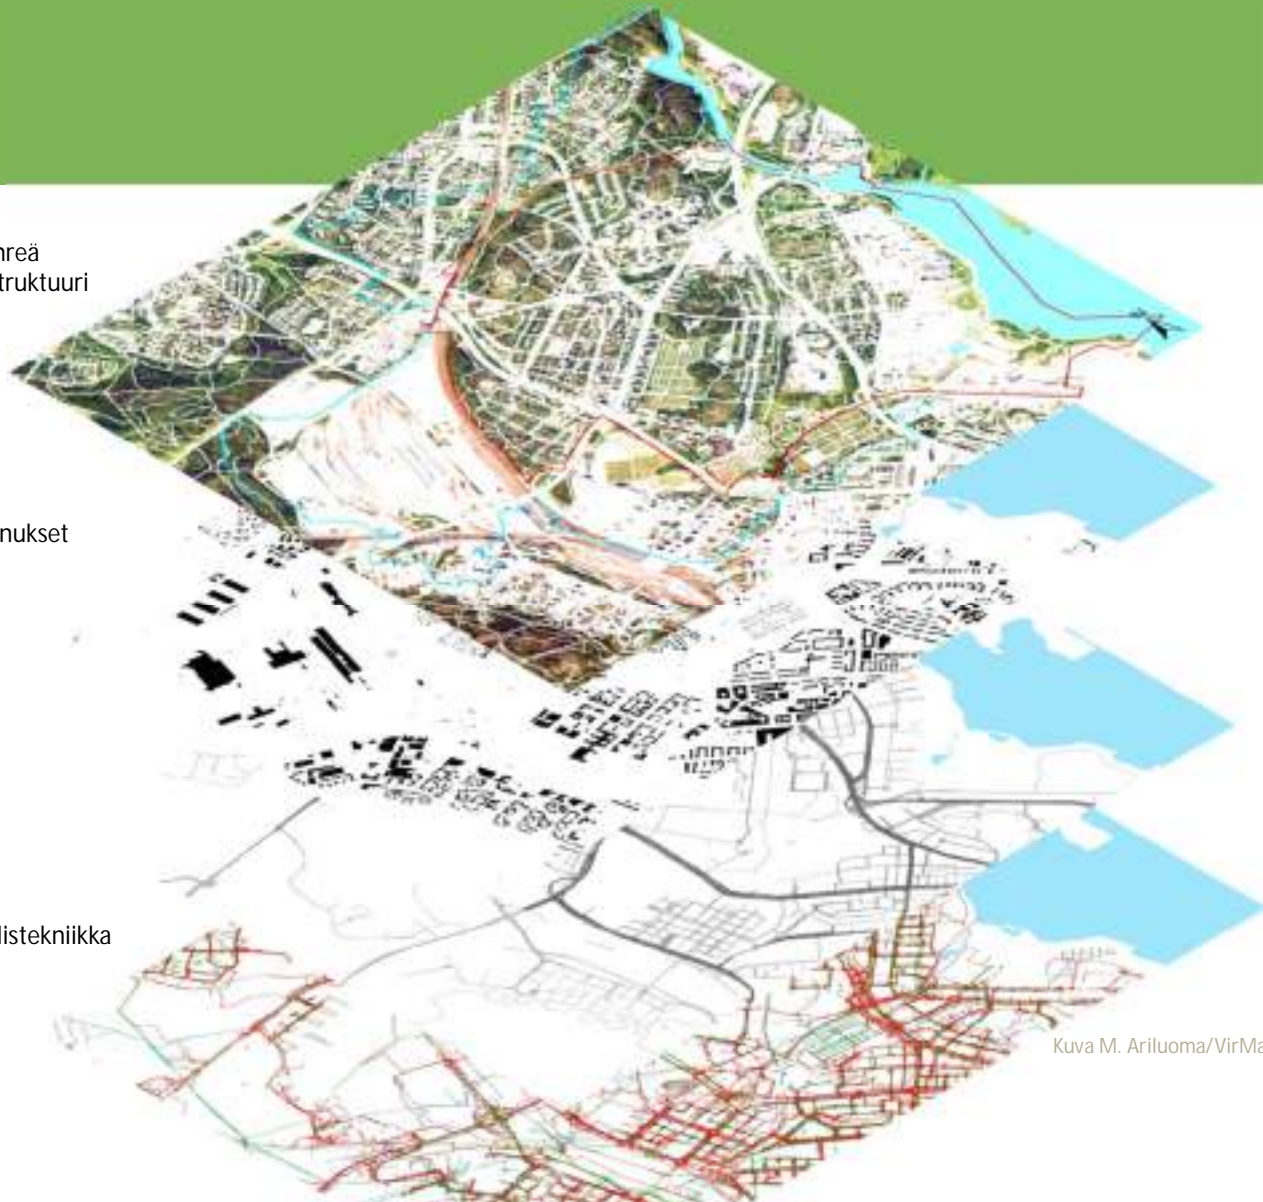 hreä
truktuuri
nukset
listekniikka
Kuva M. Ariluoma/VirMa